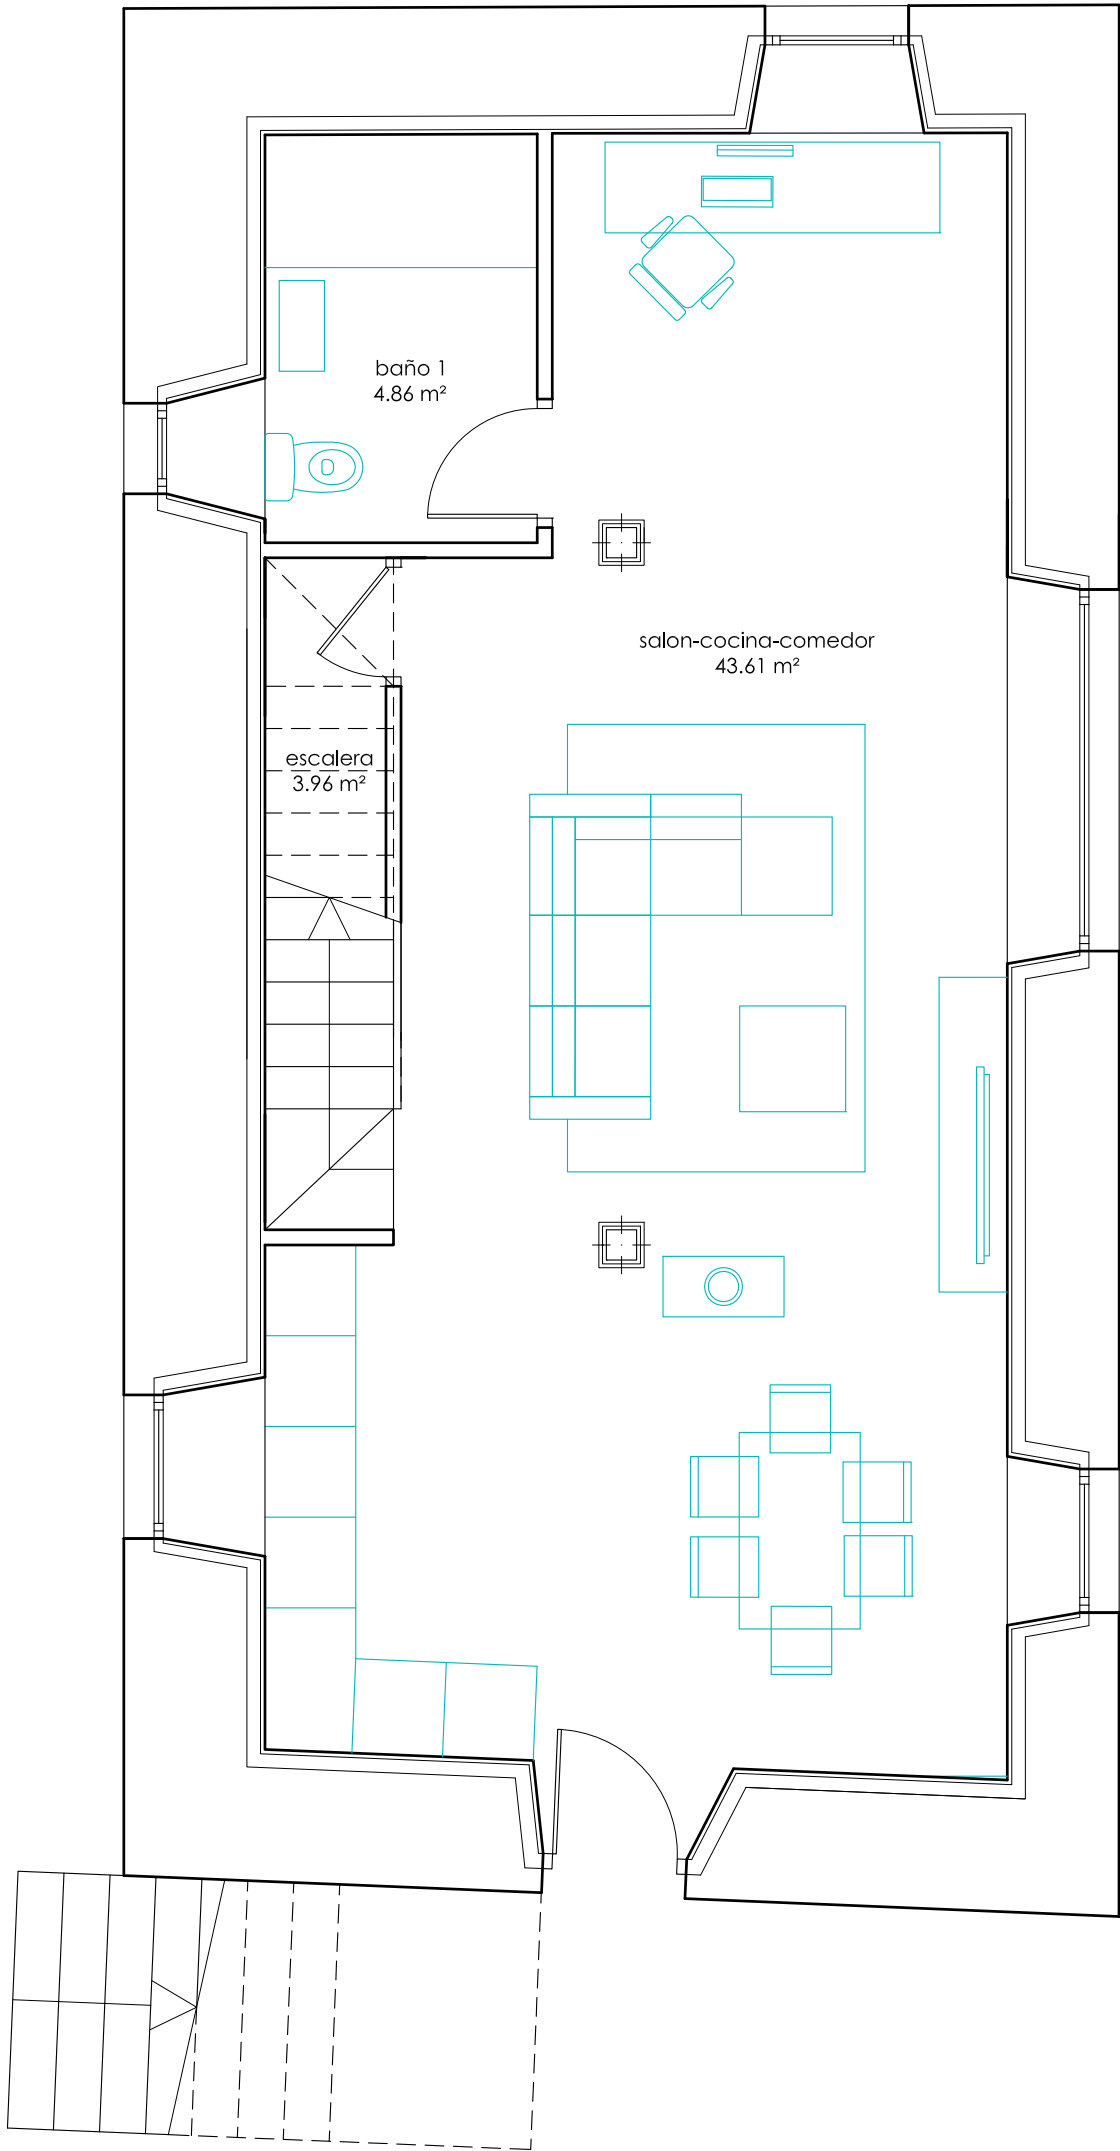 baño 1
4.86 m²
salon-cocina-comedor
43.61 m²
escalera
3.96 m²